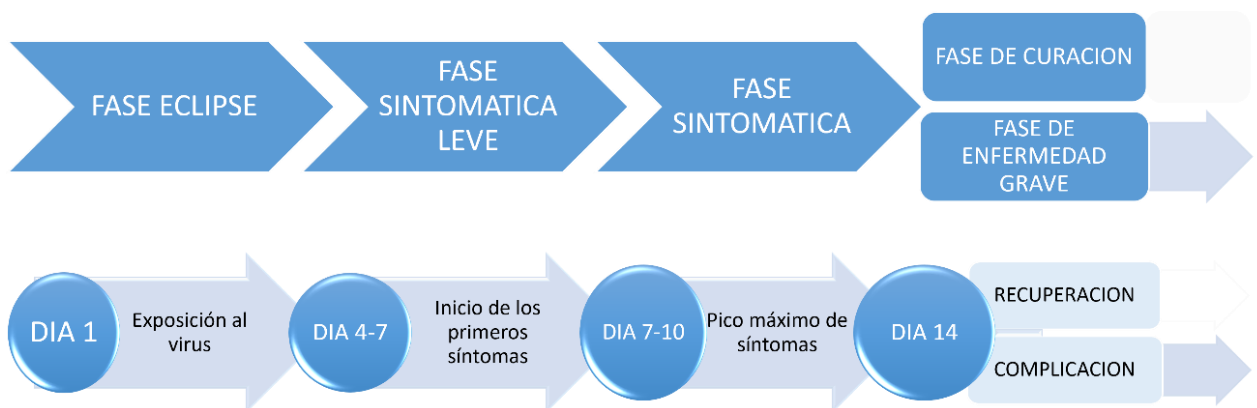 FASE ECLIPSE
FASE
SINTOMATICA
LEVE
FASE
SINTOMATICA
FASE DE CURACION
FASE DE
ENFERMEDAD
GRAVE
DIA 1
Exposición al
virus
DIA 4-7
Inicio de los
primeros
síntomas
DIA 7-10
Pico máximo de
síntomas
DIA 14
RECUPERACION
COMPLICACION